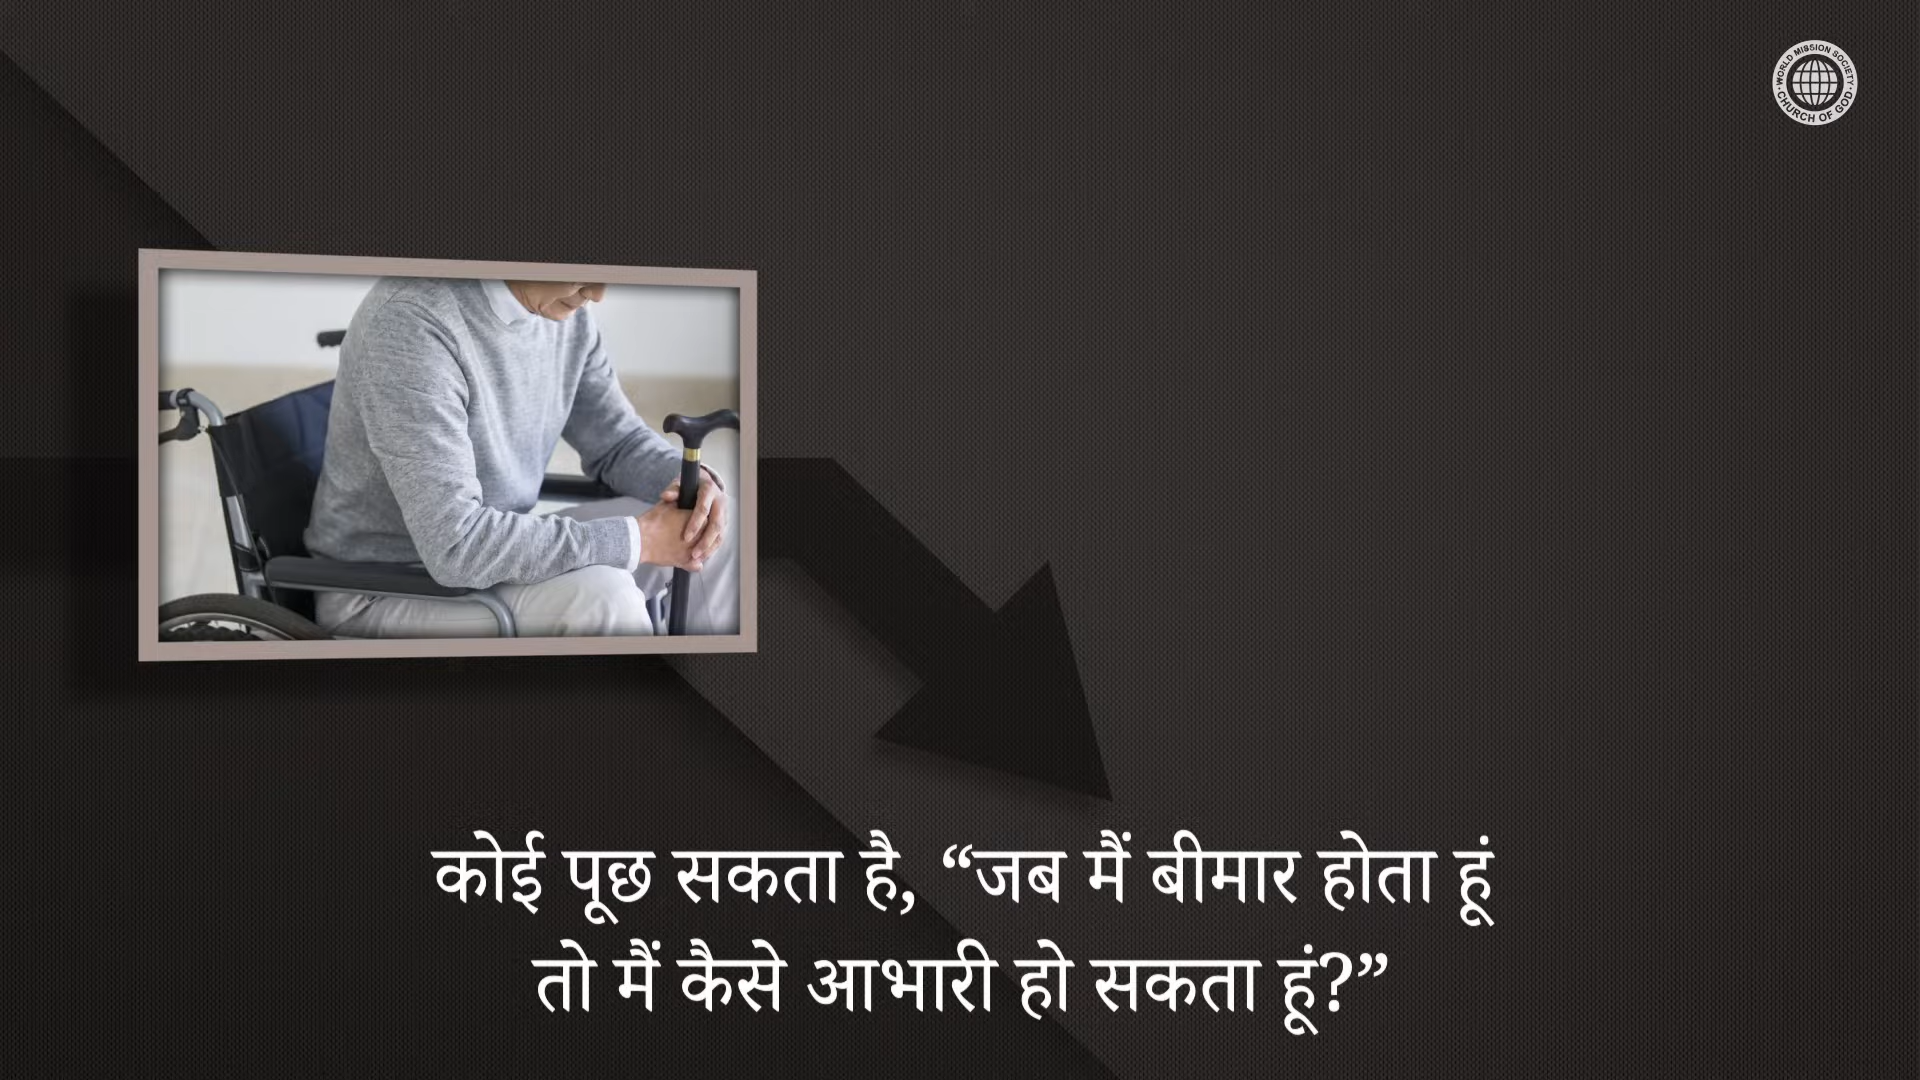 WORLD MISSION SOCIETY
CHURCH OF GOD
कोई पूछ सकता है, “जब मैं बीमार होता हूं
तो मैं कैसे आभारी हो सकता हूं?”